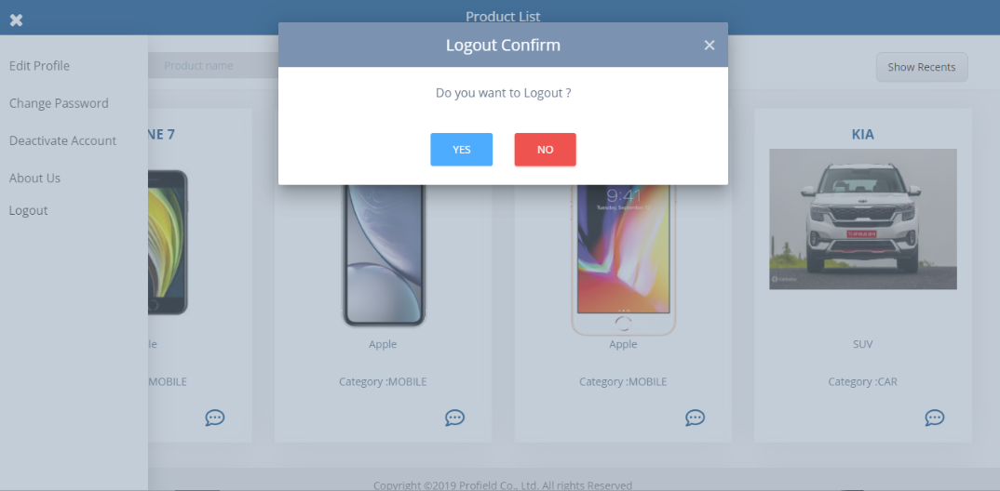 Product List
Logout Confirm
Do you want to Logout ?
YES
NO
Edit Profile
Change Password
Deactivate Account
About Us
Logout
Product name
Show Recents
NE 7
KIA
9:41
le
Apple
Apple
SUV
MOBILE
Category :MOBILE
Category :MOBILE
Category :CAR
Copyright ©2019 Profield Co., Ltd. All rights Reserved